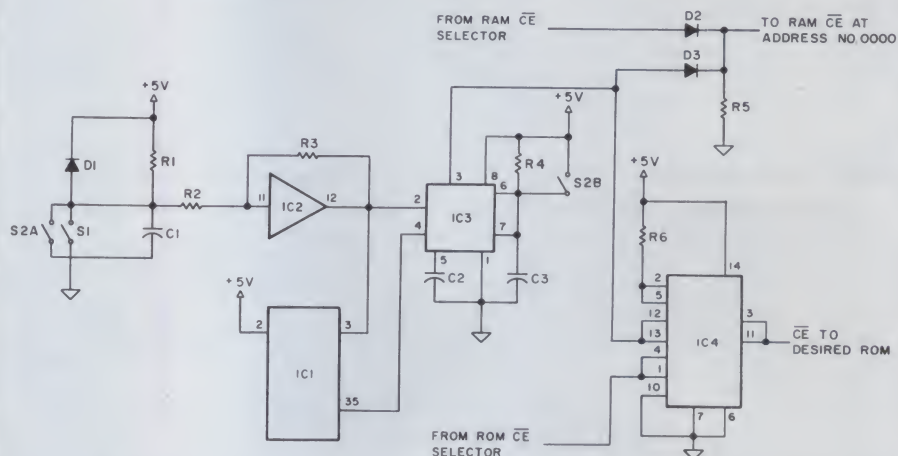 FROM RAM CE
SELECTOR
D2
TO RAM CE AT
ADDRESS NO. 0000
D3
R5
+5V
D1
R1
R3
R2
11
IC2
12
S2A
S1
C1
+5V
3
8
R4
6
S2B
2
IC3
4
7
5
1
C2
C3
+5V
R6
14
2
5
12
3
13
IC4
11
CE TO
DESIRED ROM
4
1
10
7
6
+5V
2
3
IC1
35
FROM ROM CE
SELECTOR